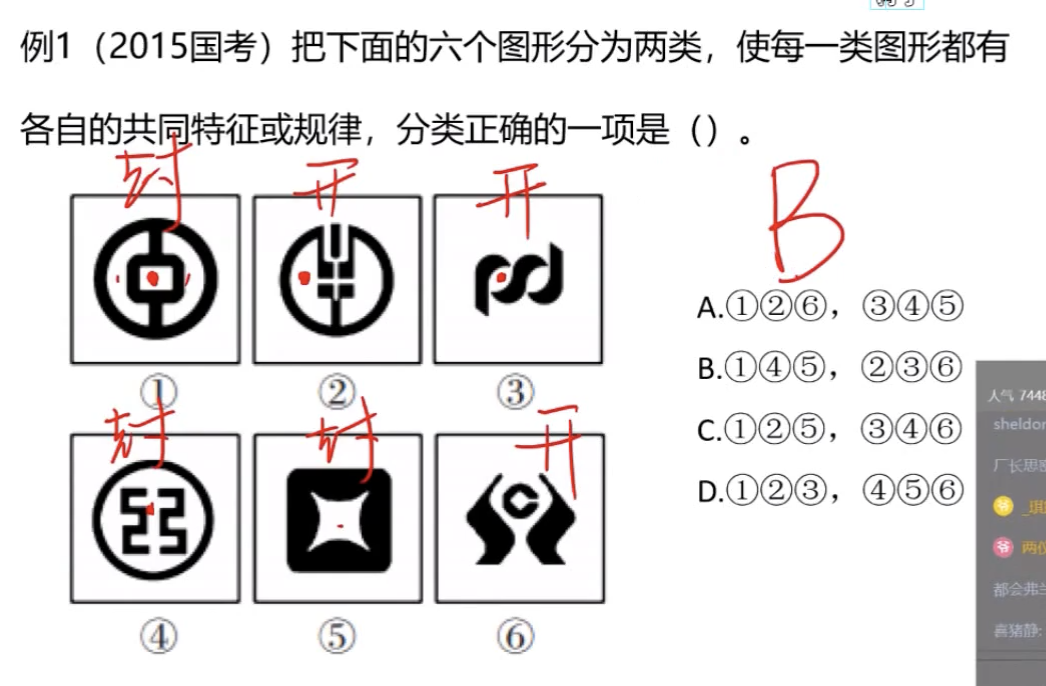 例1（2015国考）把下面的六个图形分为两类，使每一类图形都有
各自的共同特征或规律，分类正确的一项是（）。
封 开 开
B
① ② ③
封 封 开
④ ⑤ ⑥
A.①②⑥，③④⑤
B.①④⑤，②③⑥
C.①②⑤，③④⑥
D.①②③，④⑤⑥
人气 7448
sheldor
厂长思密
_琪
两仪
都会弗兰
喜猪静: